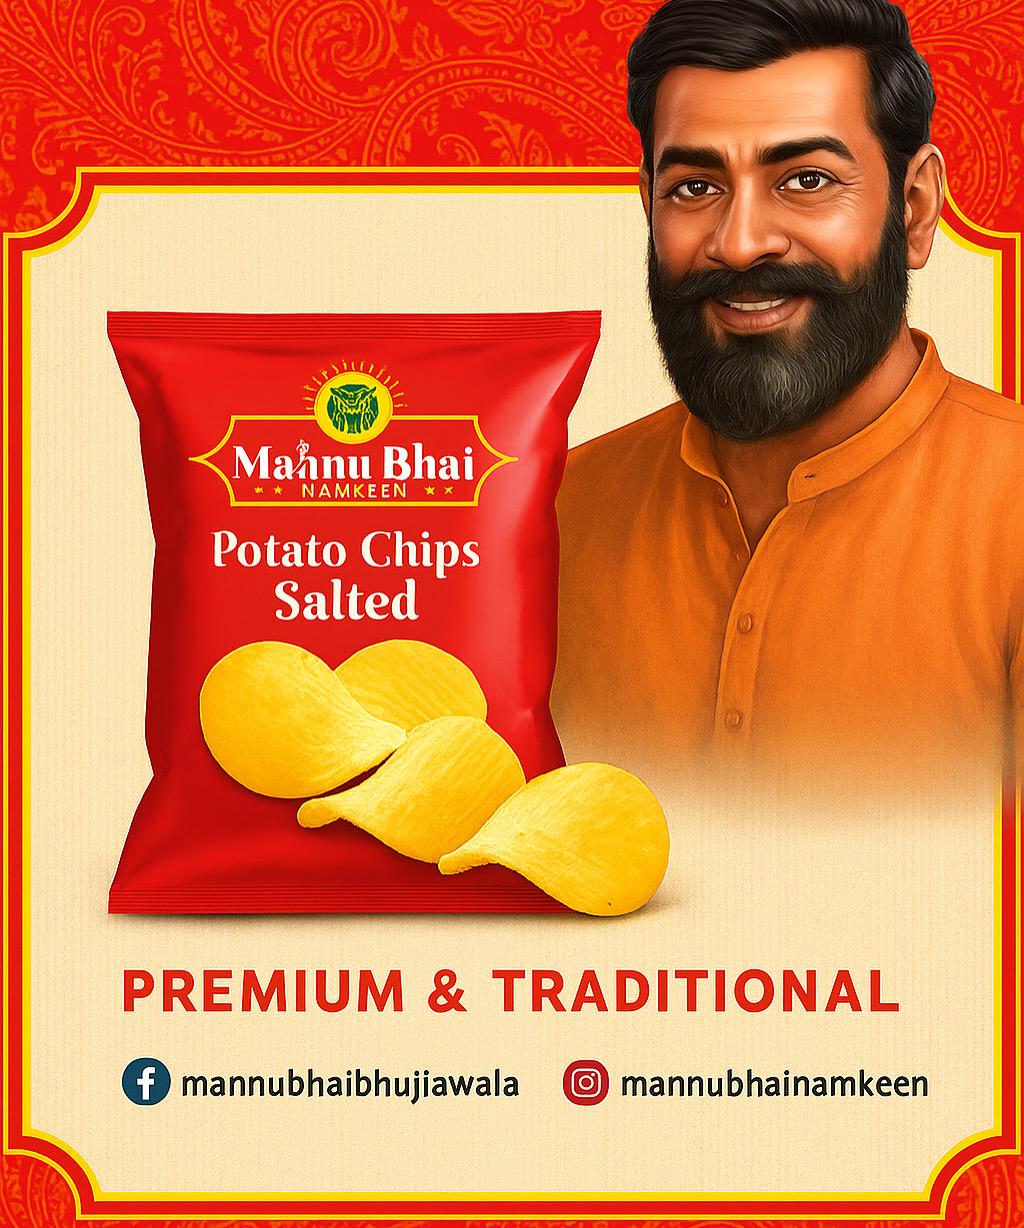 Mannu Bhai
NAMKEEN
Potato Chips
Salted
PREMIUM & TRADITIONAL
mannubhaibhujiawala
mannubhainamkeen